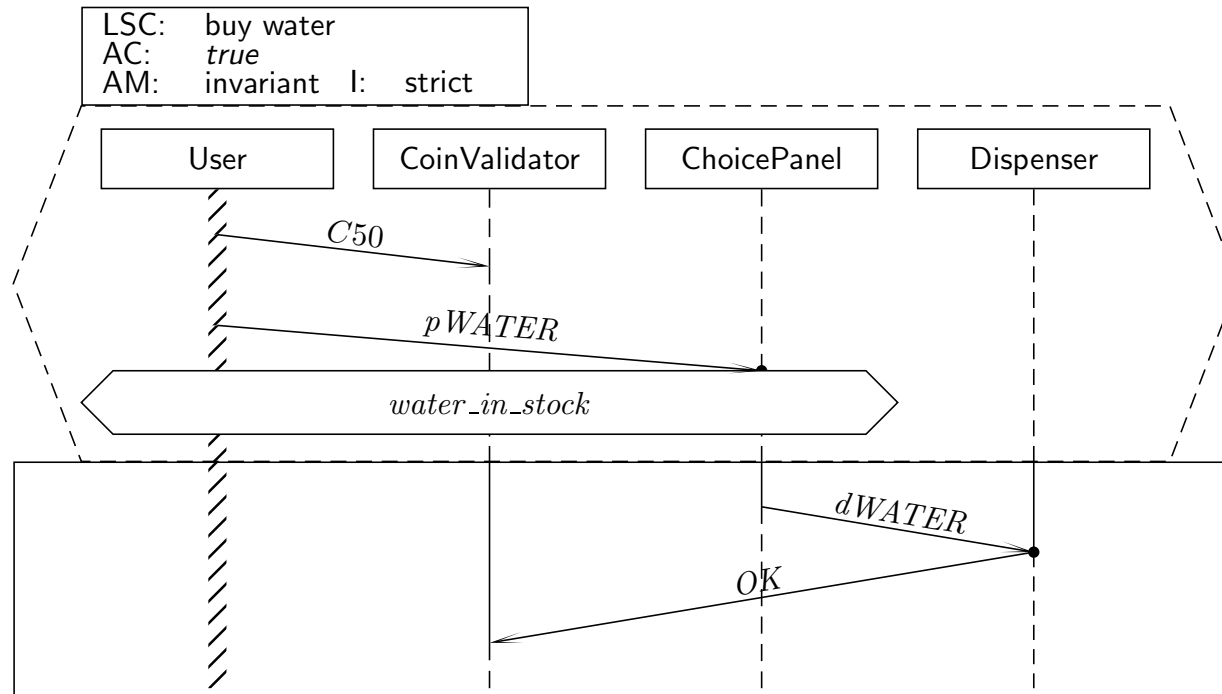 LSC: buy water
AC: true
AM: invariant I: strict
User CoinValidator ChoicePanel Dispenser
C50
pWATER
water_in_stock
dWATER
OK